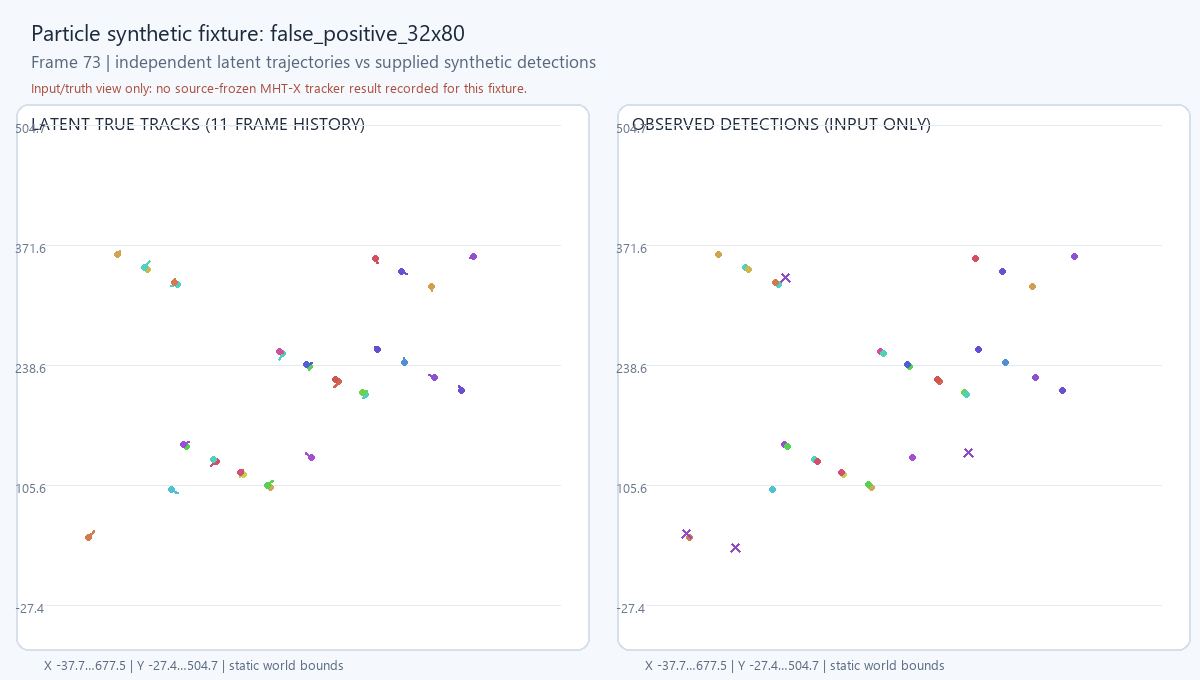 Particle synthetic fixture: false_positive_32x80
Frame 73 | independent latent trajectories vs supplied synthetic detections
Input/truth view only: no source-frozen MHT-X tracker result recorded for this fixture.
LATENT TRUE TRACKS (11-FRAME HISTORY)
504.7
371.6
238.6
105.6
-27.4
X -37.7...677.5 | Y -27.4...504.7 | static world bounds
OBSERVED DETECTIONS (INPUT ONLY)
504.7
371.6
238.6
105.6
-27.4
X -37.7...677.5 | Y -27.4...504.7 | static world bounds